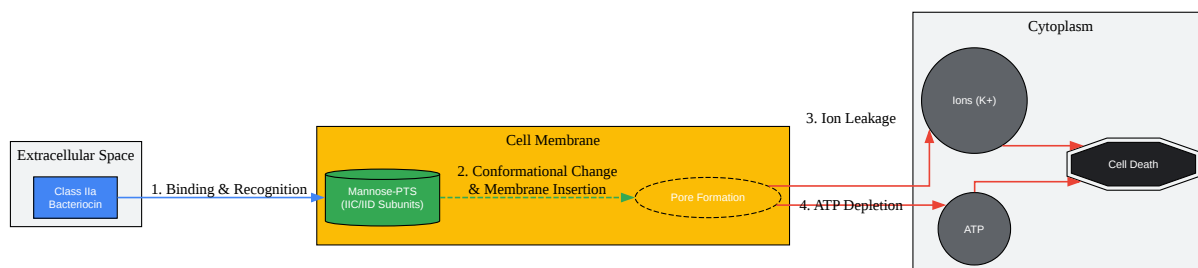 Extracellular Space
Class IIa
Bacteriocin
1. Binding & Recognition
Cell Membrane
Mannose-PTS
(IIC/IID Subunits)
2. Conformational Change
& Membrane Insertion
Pore Formation
3. Ion Leakage
4. ATP Depletion
Cytoplasm
Ions (K+)
ATP
Cell Death